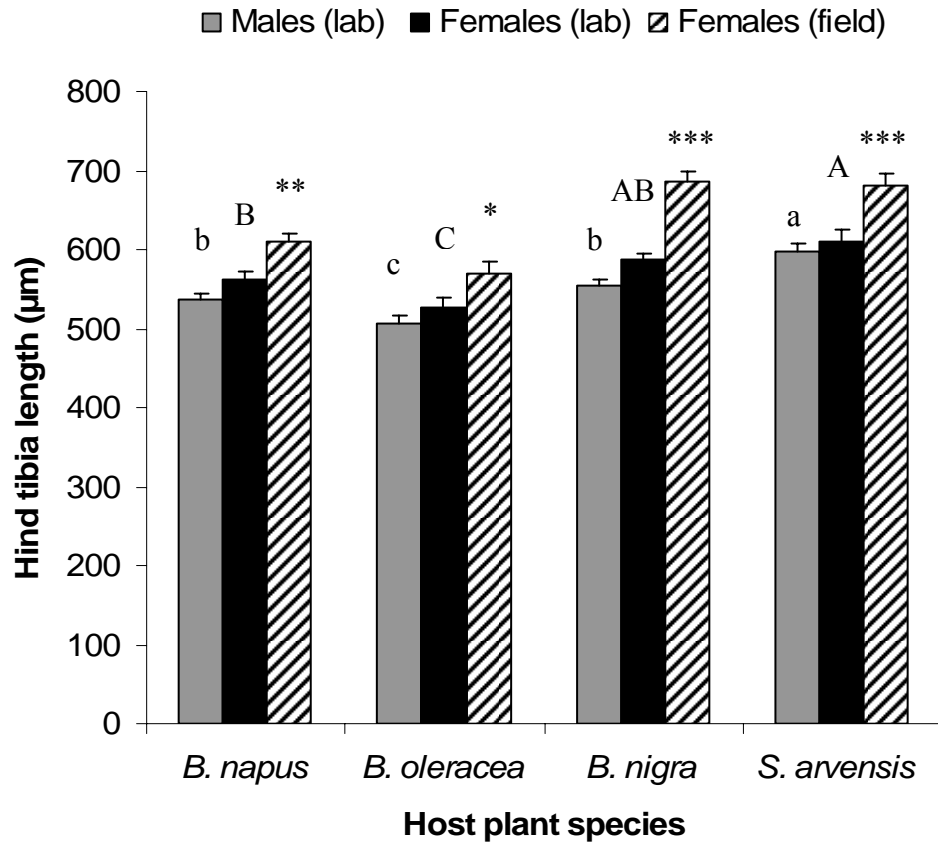 Males (lab) Females (lab) Females (field)
Hind tibia length (µm)
800
700
600
500
400
300
200
100
0
b B **
c C *
b AB ***
a A ***
B. napus B. oleracea B. nigra S. arvensis
Host plant species